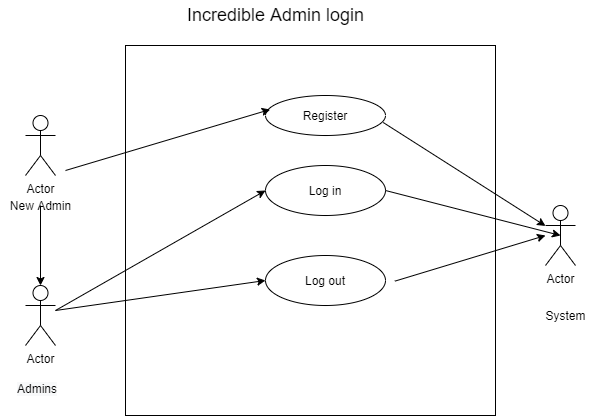 Incredible Admin login
Register
Actor
New Admin
Log in
Log out
Actor
System
Actor
Admins